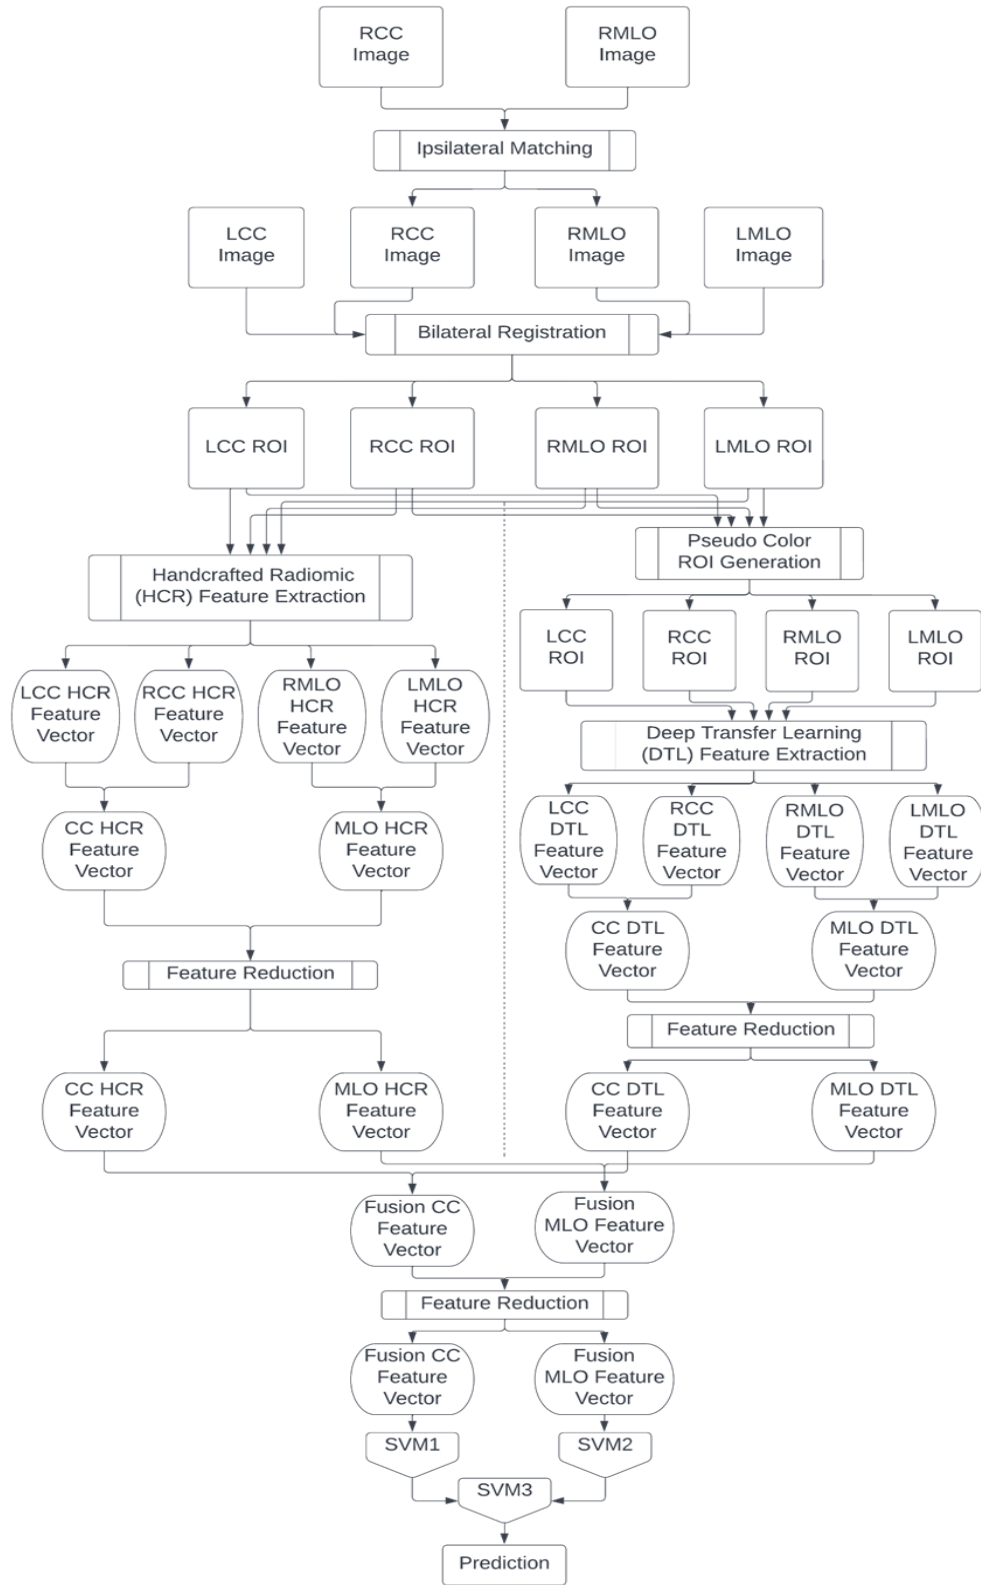 RCC
Image
RMLO
Image
Ipsilateral Matching
LCC
Image
RCC
Image
RMLO
Image
LMLO
Image
Bilateral Registration
LCC ROI
RCC ROI
RMLO ROI
LMLO ROI
Handcrafted Radiomic
(HCR) Feature Extraction
Pseudo Color
ROI Generation
LCC
ROI
RCC
ROI
RMLO
ROI
LMLO
ROI
LCC HCR
Feature
Vector
RCC HCR
Feature
Vector
RMLO
HCR
Feature
Vector
LMLO
HCR
Feature
Vector
Deep Transfer Learning
(DTL) Feature Extraction
CC HCR
Feature
Vector
MLO HCR
Feature
Vector
LCC
DTL
Feature
Vector
RCC
DTL
Feature
Vector
RMLO
DTL
Feature
Vector
LMLO
DTL
Feature
Vector
CC DTL
Feature
Vector
MLO DTL
Feature
Vector
Feature Reduction
Feature Reduction
CC HCR
Feature
Vector
MLO HCR
Feature
Vector
CC DTL
Feature
Vector
MLO DTL
Feature
Vector
Fusion CC
Feature
Vector
Fusion
MLO Feature
Vector
Feature Reduction
Fusion CC
Feature
Vector
Fusion
MLO Feature
Vector
SVM1
SVM2
SVM3
Prediction